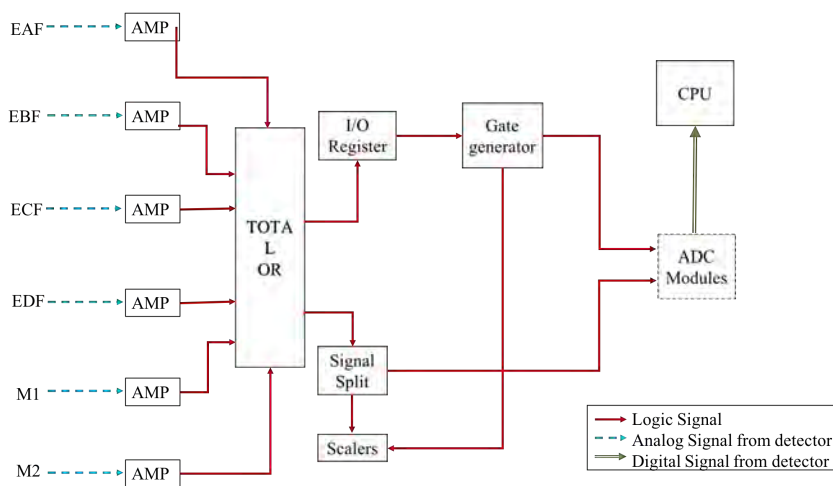 EAF
AMP
EBF
AMP
ECF
AMP
EDF
AMP
M1
AMP
M2
AMP
TOTA
L
OR
I/O
Register
Gate
generator
CPU
ADC
Modules
Signal
Split
Scalers
Logic Signal
Analog Signal from detector
Digital Signal from detector